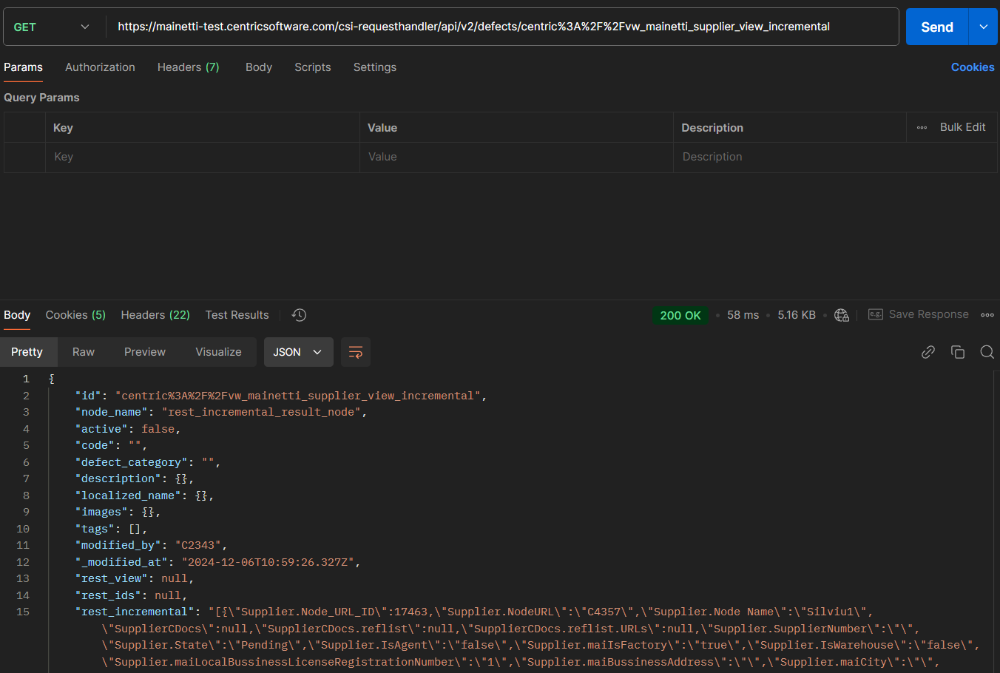 GET https://mainetti-test.centricsoftware.com/csi-requesthandler/api/v2/defects/centric%3A%2F%2Fvw_mainetti_supplier_view_incremental Send
Params Authorization Headers (7) Body Scripts Settings Cookies
Query Params
Key Value Description Bulk Edit
Key Value Description
Body Cookies (5) Headers (22) Test Results 200 OK 58 ms 5.16 KB e.g. Save Response
Pretty Raw Preview Visualize JSON
1 {
2 "id": "centric%3A%2F%2Fvw_mainetti_supplier_view_incremental",
3 "node_name": "rest_incremental_result_node",
4 "active": false,
5 "code": "",
6 "defect_category": "",
7 "description": {},
8 "localized_name": {},
9 "images": {},
10 "tags": [],
11 "modified_by": "C2343",
12 "_modified_at": "2024-12-06T10:59:26.327Z",
13 "rest_view": null,
14 "rest_ids": null,
15 "rest_incremental": "[{\"Supplier.Node_URL_ID\":17463,\"Supplier.NodeURL\":\"C4357\",\"Supplier.Node Name\":\"Silviu1\",
\"SupplierCDocs\":null,\"SupplierCDocs.reflist\":null,\"SupplierCDocs.reflist.URLs\":null,\"Supplier.SupplierNumber\":\"\",
\"Supplier.State\":\"Pending\",\"Supplier.IsAgent\":\"false\",\"Supplier.maiIsFactory\":\"true\",\"Supplier.IsWarehouse\":\"false\",
\"Supplier.maiLocalBussinessLicenseRegistrationNumber\":\"1\",\"Supplier.maiBussinessAddress\":\"\",\"Supplier.maiCity\":\"\",